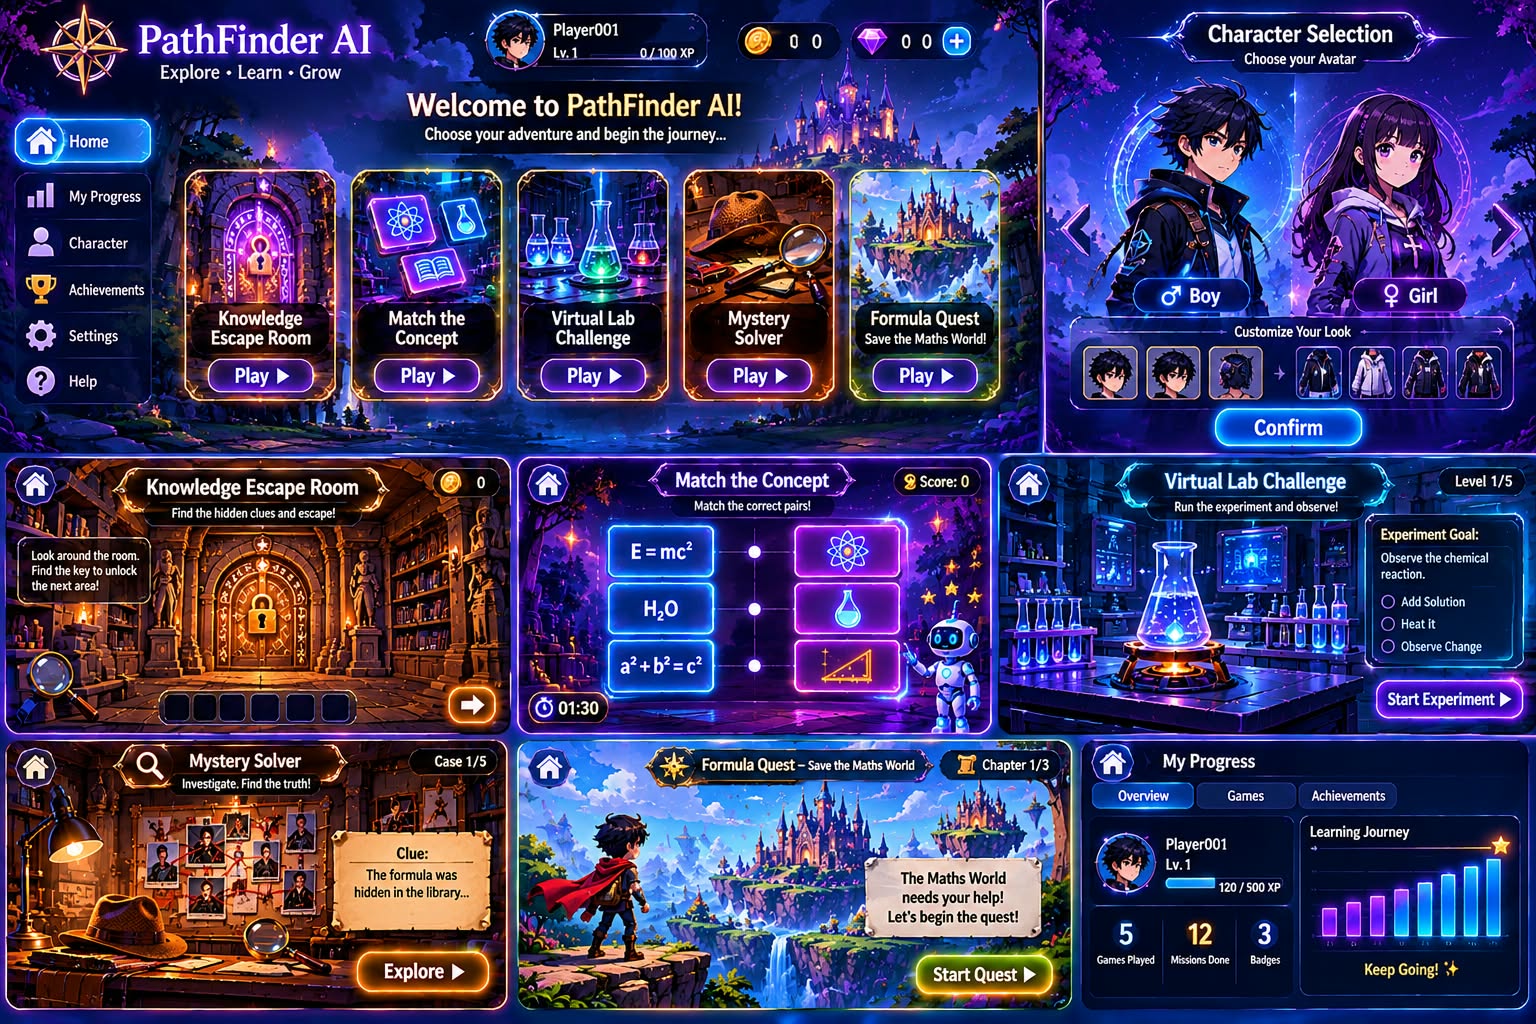 PathFinder AI
Explore • Learn • Grow
Player001
Lv. 1
0 / 100 XP
0 0
0 0
Welcome to PathFinder AI!
Choose your adventure and begin the journey...
Home
My Progress
Character
Achievements
Settings
Help
Knowledge
Escape Room
Play
Match the
Concept
Play
Virtual Lab
Challenge
Play
Mystery
Solver
Play
Formula Quest
Save the Maths World!
Play
Character Selection
Choose your Avatar
♂ Boy
♀ Girl
Customize Your Look
Confirm
Knowledge Escape Room
Find the hidden clues and escape!
0
Look around the room.
Find the key to unlock
the next area!
Match the Concept
Match the correct pairs!
Score: 0
E = mc²
H₂O
a² + b² = c²
01:30
Virtual Lab Challenge
Run the experiment and observe!
Level 1/5
Experiment Goal:
Observe the chemical
reaction.
Add Solution
Heat it
Observe Change
Start Experiment
Mystery Solver
Investigate. Find the truth!
Case 1/5
Clue:
The formula was
hidden in the library...
Explore
Formula Quest – Save the Maths World
Chapter 1/3
The Maths World
needs your help!
Let's begin the quest!
Start Quest
My Progress
Overview
Games
Achievements
Player001
Lv. 1
120 / 500 XP
5
Games Played
12
Missions Done
3
Badges
Learning Journey
Keep Going!